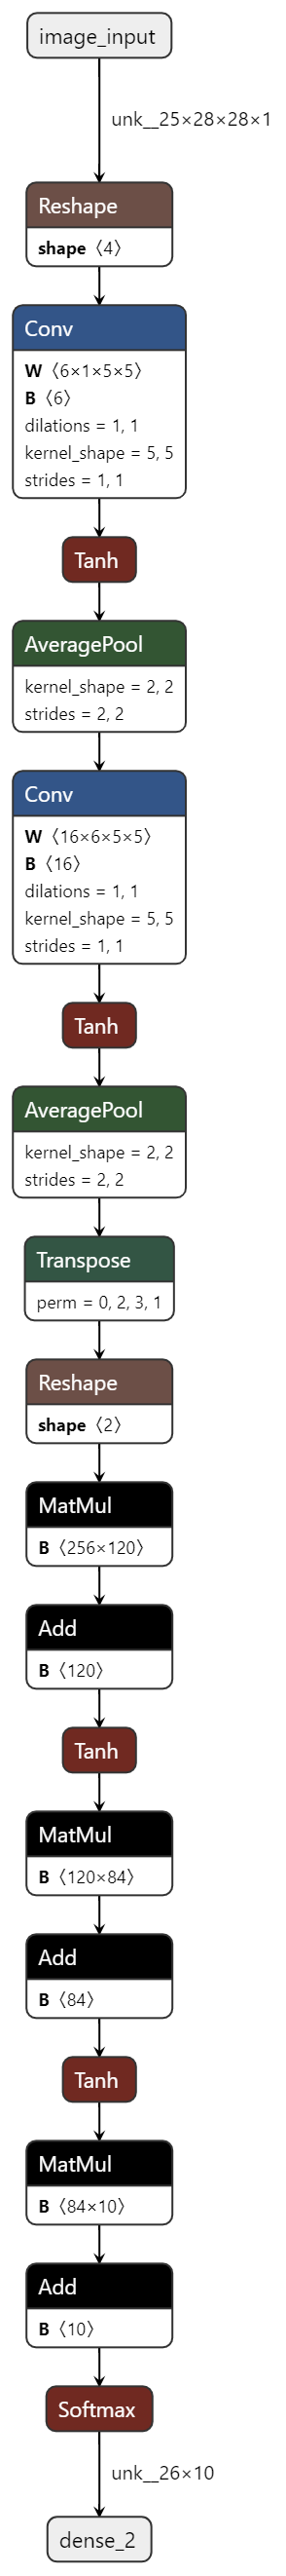 image_input
unk__25×28×28×1
Reshape
shape 〈4〉
Conv
W 〈6×1×5×5〉
B 〈6〉
dilations = 1, 1
kernel_shape = 5, 5
strides = 1, 1
Tanh
AveragePool
kernel_shape = 2, 2
strides = 2, 2
Conv
W 〈16×6×5×5〉
B 〈16〉
dilations = 1, 1
kernel_shape = 5, 5
strides = 1, 1
Tanh
AveragePool
kernel_shape = 2, 2
strides = 2, 2
Transpose
perm = 0, 2, 3, 1
Reshape
shape 〈2〉
MatMul
B 〈256×120〉
Add
B 〈120〉
Tanh
MatMul
B 〈120×84〉
Add
B 〈84〉
Tanh
MatMul
B 〈84×10〉
Add
B 〈10〉
Softmax
unk__26×10
dense_2